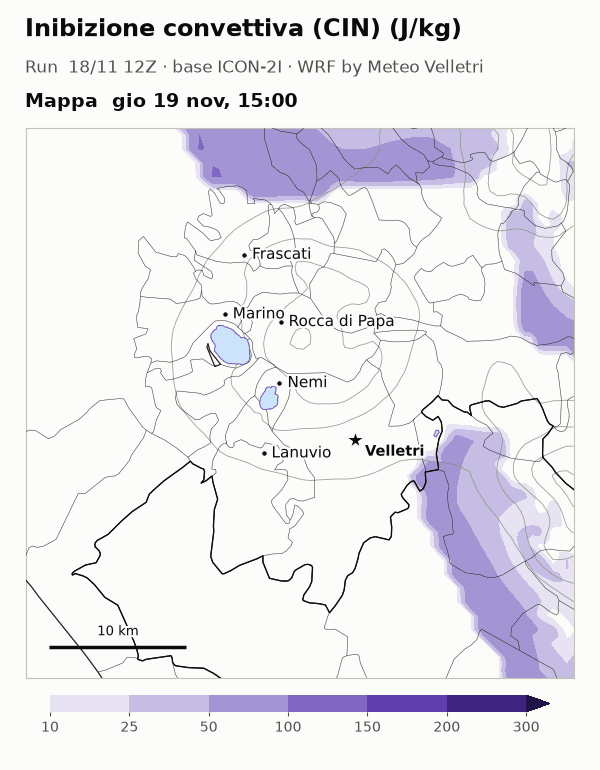 Inibizione convettiva (CIN) (J/kg)
Run 18/11 12Z · base ICON-2I · WRF by Meteo Velletri
Mappa gio 19 nov, 15:00
Frascati
Marino
Rocca di Papa
Nemi
Velletri
Lanuvio
10 km
10 25 50 100 150 200 300